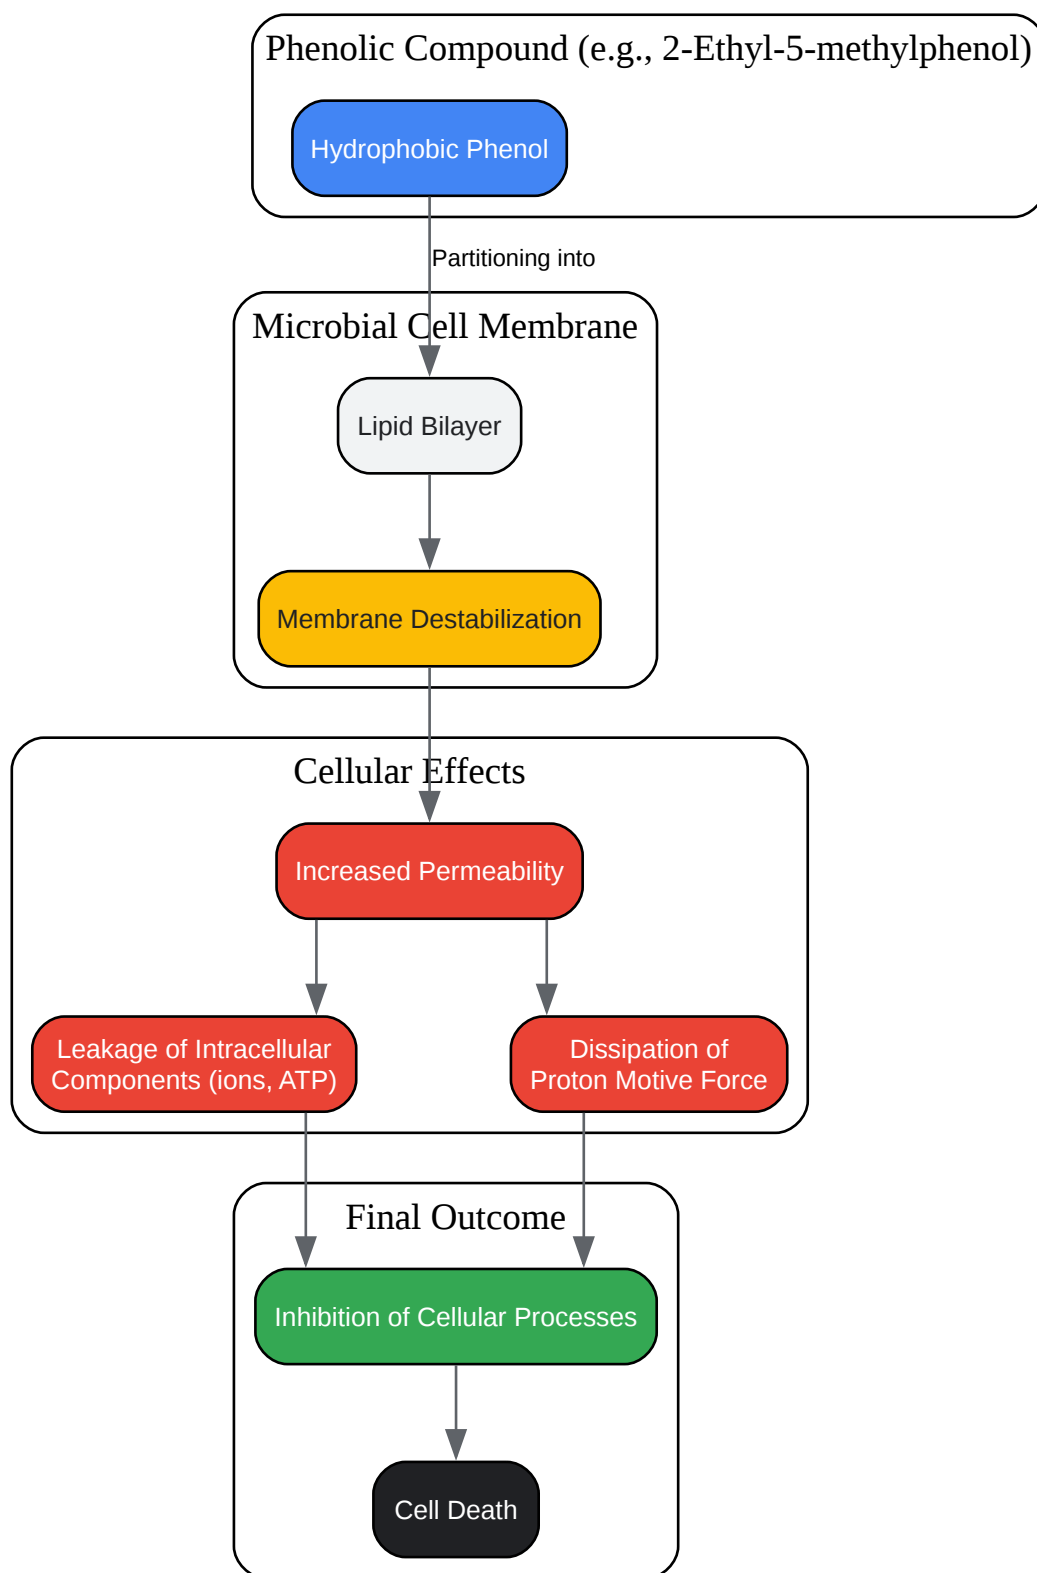 Phenolic Compound (e.g., 2-Ethyl-5-methylphenol)
Hydrophobic Phenol
Partitioning into
Microbial Cell Membrane
Lipid Bilayer
Membrane Destabilization
Cellular Effects
Increased Permeability
Leakage of Intracellular
Components (ions, ATP)
Dissipation of
Proton Motive Force
Final Outcome
Inhibition of Cellular Processes
Cell Death